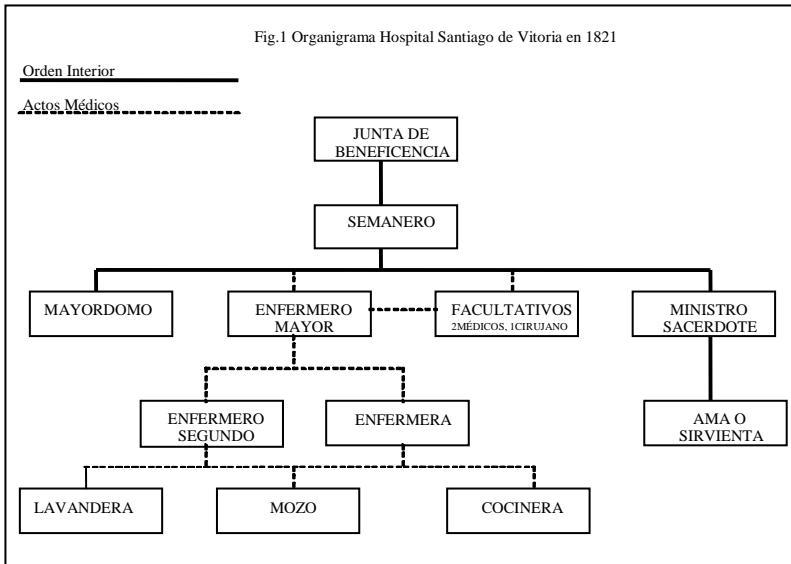 Fig.1 Organigrama Hospital Santiago de Vitoria en 1821
Orden Interior
Actos Médicos
JUNTA DE
BENEFICENCIA
SEMANERO
MAYORDOMO
ENFERMERO
MAYOR
FACULTATIVOS
2MÉDICOS, 1CIRUJANO
MINISTRO
SACERDOTE
ENFERMERO
SEGUNDO
ENFERMERA
AMA O
SIRVIENTA
LAVANDERA
MOZO
COCINERA